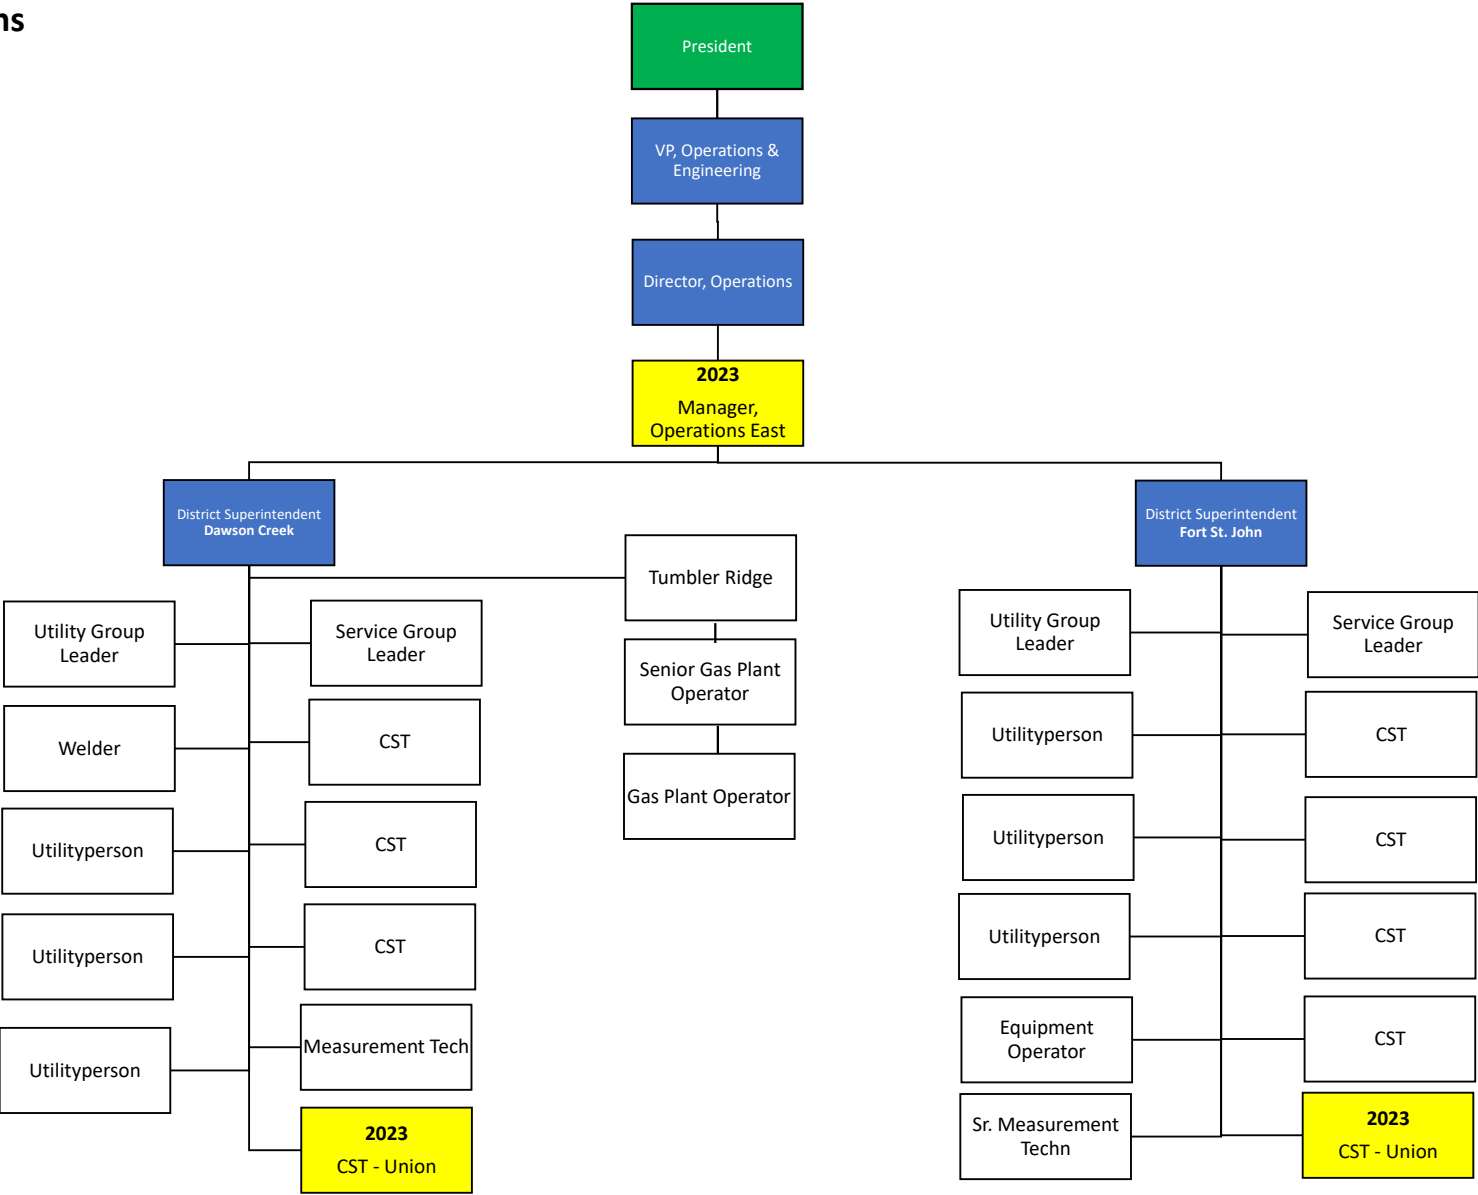 ns
President
VP, Operations &
Engineering
Director, Operations
2023
Manager,
Operations East
District Superintendent
Dawson Creek
Utility Group
Leader
Welder
Utilityperson
Utilityperson
Utilityperson
Service Group
Leader
CST
CST
CST
Measurement Tech
2023
CST - Union
Tumbler Ridge
Senior Gas Plant
Operator
Gas Plant Operator
District Superintendent
Fort St. John
Utility Group
Leader
Utilityperson
Utilityperson
Utilityperson
Equipment
Operator
Sr. Measurement
Techn
Service Group
Leader
CST
CST
CST
CST
2023
CST - Union